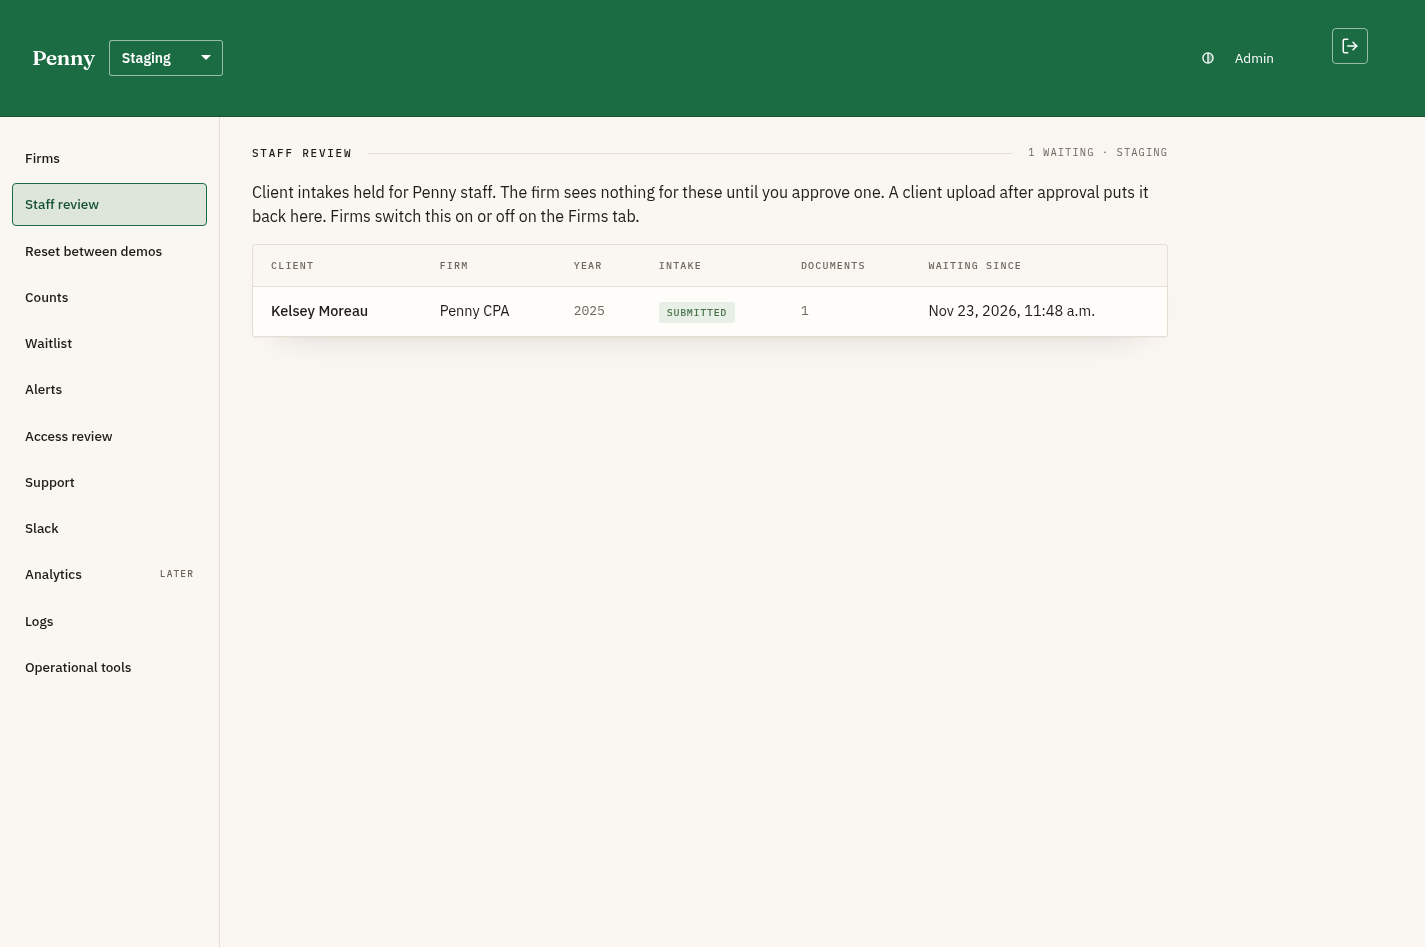 Penny
Staging
Admin
Firms
Staff review
Reset between demos
Counts
Waitlist
Alerts
Access review
Support
Slack
Analytics LATER
Logs
Operational tools
STAFF REVIEW
1 WAITING · STAGING
Client intakes held for Penny staff. The firm sees nothing for these until you approve one. A client upload after approval puts it
back here. Firms switch this on or off on the Firms tab.
CLIENT FIRM YEAR INTAKE DOCUMENTS WAITING SINCE
Kelsey Moreau Penny CPA 2025 SUBMITTED 1 Nov 23, 2026, 11:48 a.m.